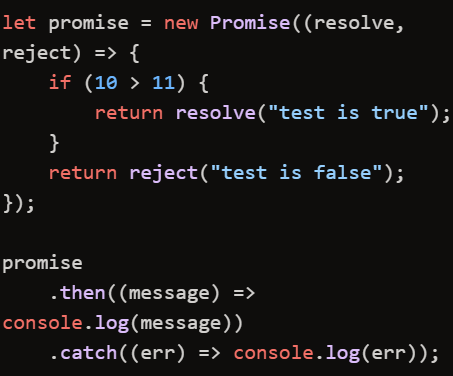 let promise = new Promise((resolve,
reject) => {
    if (10 > 11) {
        return resolve("test is true");
    }
    return reject("test is false");
});

promise
    .then((message) =>
console.log(message))
    .catch((err) => console.log(err));